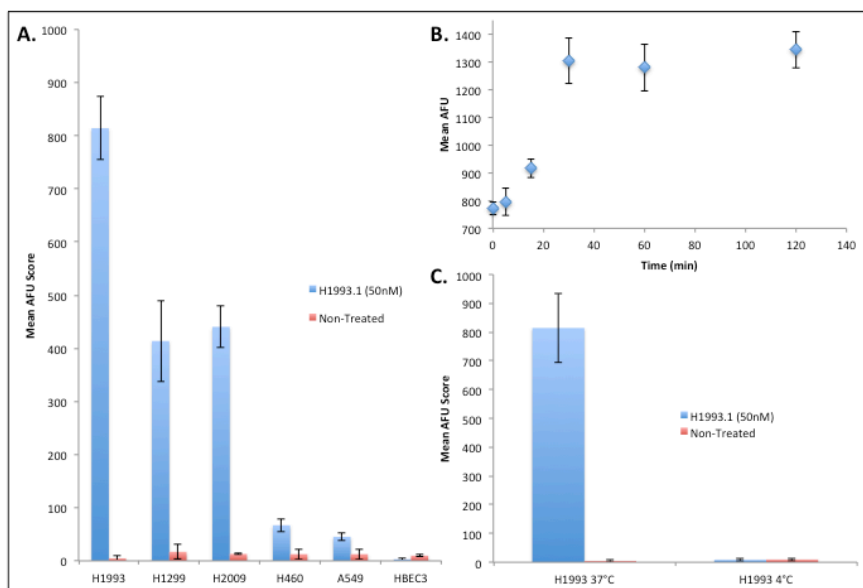 A.
1000
900
800
700
600
500
400
300
200
100
0
Mean AFU Score
H1993.1 (50nM)
Non-Treated
H1993 H1299 H2009 H460 A549 HBEC3
B.
1400
1300
1200
1100
1000
900
800
700
Mean AFU
0 20 40 60 80 100 120 140
Time (min)
C.
1000
900
800
700
600
500
400
300
200
100
0
Mean AFU Score
H1993.1 (50nM)
Non-Treated
H1993 37°C H1993 4°C